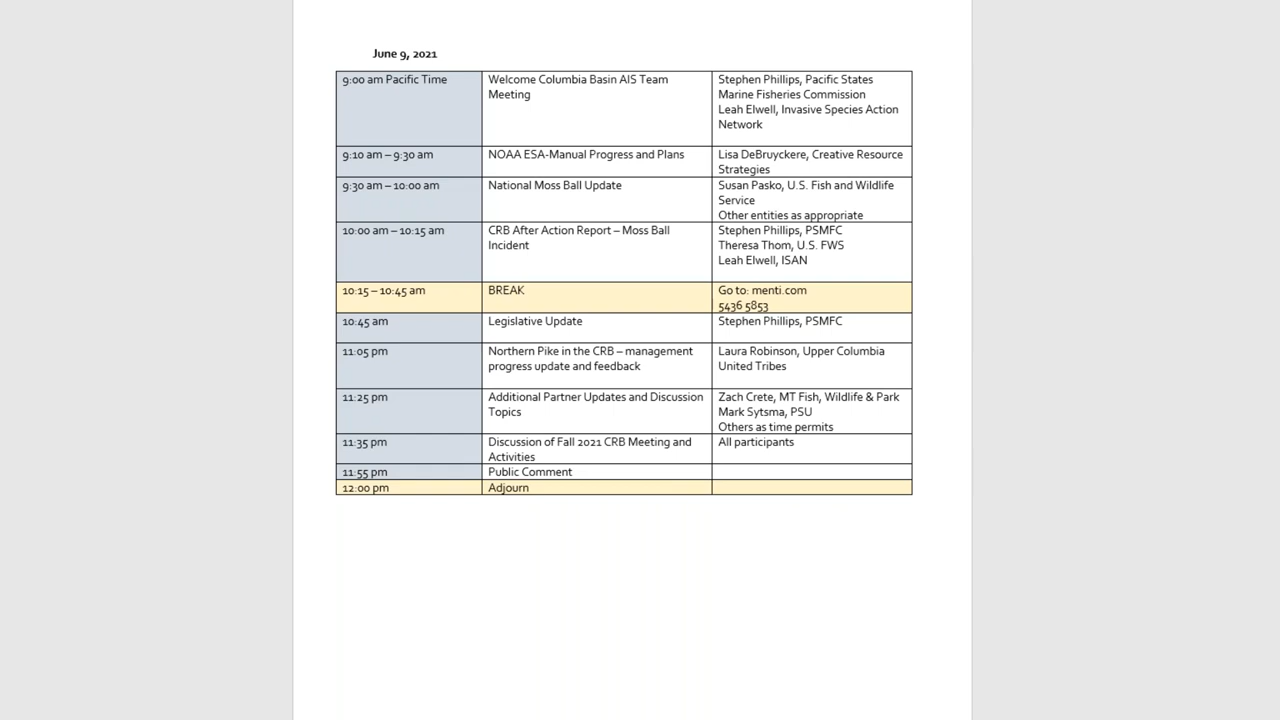 June 9, 2021
9:00 am Pacific Time
Welcome Columbia Basin AIS Team
Meeting
Stephen Phillips, Pacific States
Marine Fisheries Commission
Leah Elwell, Invasive Species Action
Network
9:10 am – 9:30 am
NOAA ESA-Manual Progress and Plans
Lisa DeBruyckere, Creative Resource
Strategies
9:30 am – 10:00 am
National Moss Ball Update
Susan Pasko, U.S. Fish and Wildlife
Service
Other entities as appropriate
10:00 am – 10:15 am
CRB After Action Report – Moss Ball
Incident
Stephen Phillips, PSMFC
Theresa Thom, U.S. FWS
Leah Elwell, ISAN
10:15 – 10:45 am
BREAK
Go to: menti.com
5436 5853
10:45 am
Legislative Update
Stephen Phillips, PSMFC
11:05 pm
Northern Pike in the CRB – management
progress update and feedback
Laura Robinson, Upper Columbia
United Tribes
11:25 pm
Additional Partner Updates and Discussion
Topics
Zach Crete, MT Fish, Wildlife & Park
Mark Sytsma, PSU
Others as time permits
11:35 pm
Discussion of Fall 2021 CRB Meeting and
Activities
All participants
11:55 pm
Public Comment
12:00 pm
Adjourn